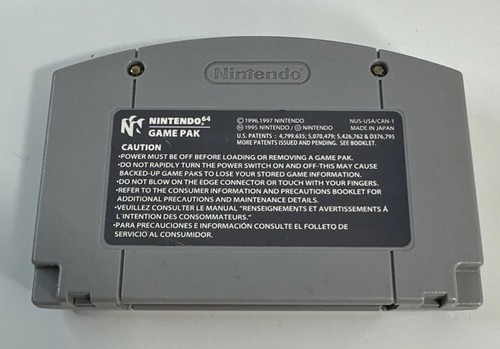 Nintendo
NINTENDO64
GAME PAK
©1996,1997 NINTENDO NUS-USA/CAN-1
Ⓜ 1995 NINTENDO / Ⓝ NINTENDO MADE IN JAPAN
U.S. PATENTS : 4,799,635; 5,070,479; 5,426,762 & D376,795
MORE PATENTS ISSUED AND PENDING. SEE BOOKLET.
CAUTION
•POWER MUST BE OFF BEFORE LOADING OR REMOVING A GAME PAK.
•DO NOT RAPIDLY TURN THE POWER SWITCH ON AND OFF-THIS MAY CAUSE
BACKED-UP GAME PAKS TO LOSE YOUR STORED GAME INFORMATION.
•DO NOT BLOW ON THE EDGE CONNECTOR OR TOUCH WITH YOUR FINGERS.
•REFER TO THE CONSUMER INFORMATION AND PRECAUTIONS BOOKLET FOR
ADDITIONAL PRECAUTIONS AND MAINTENANCE DETAILS.
•VEUILLEZ CONSULTER LE MANUAL "RENSEIGNEMENTS ET AVERTISSEMENTS À
L'INTENTION DES CONSOMMATEURS."
•PARA PRECAUCIONES E INFORMACIÓN CONSULTE EL FOLLETO DE
SERVICIO AL CONSUMIDOR.